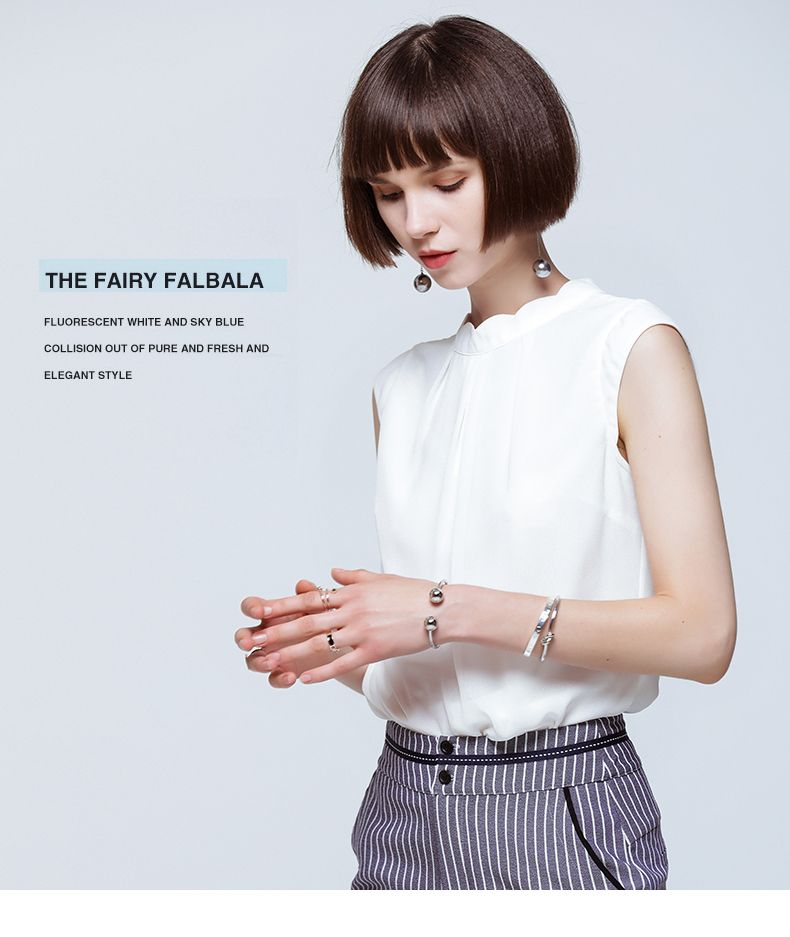 THE FAIRY FALBALA
FLUORESCENT WHITE AND SKY BLUE
COLLISION OUT OF PURE AND FRESH AND
ELEGANT STYLE